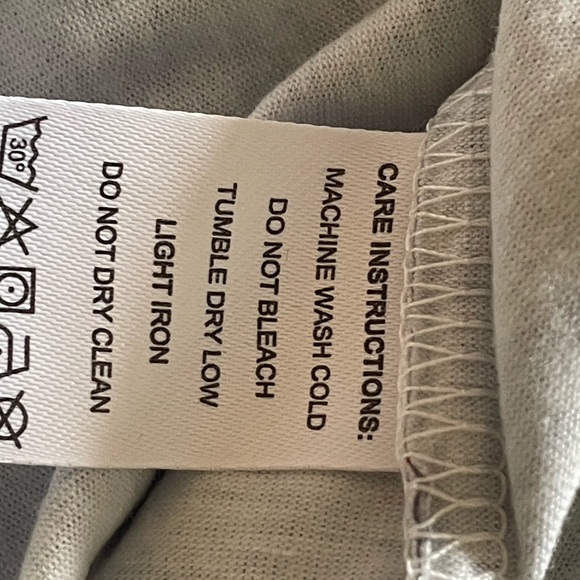 CARE INSTRUCTIONS:
MACHINE WASH COLD
DO NOT BLEACH
TUMBLE DRY LOW
LIGHT IRON
DO NOT DRY CLEAN
30°